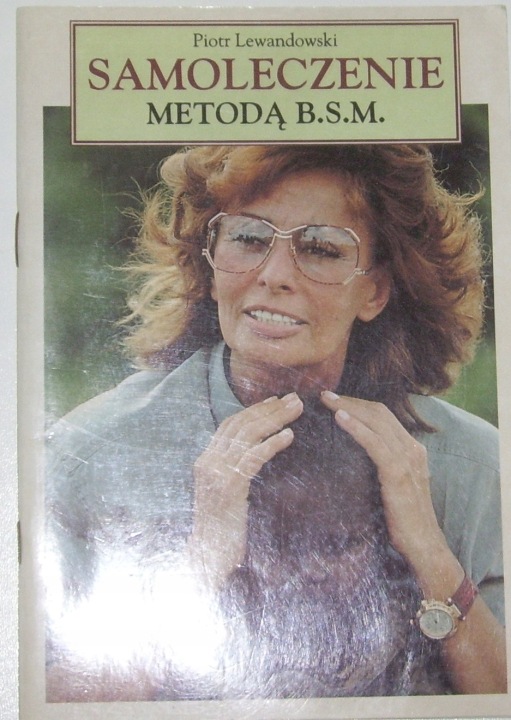 Piotr Lewandowski
SAMOLECZENIE
METODĄ B.S.M.